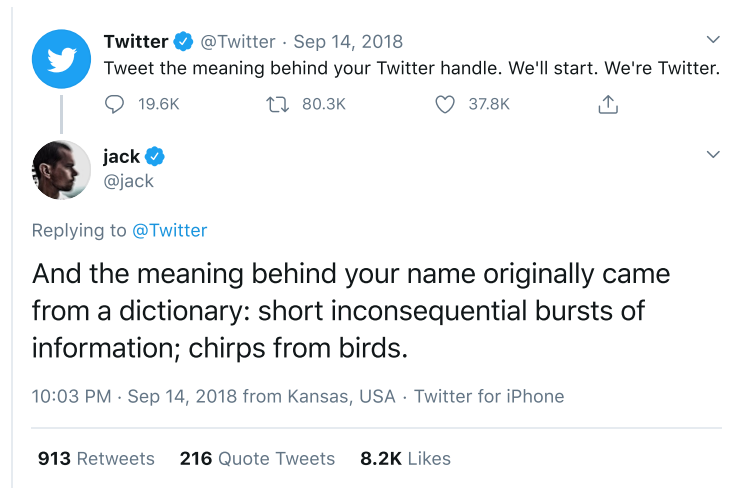 Twitter @Twitter · Sep 14, 2018
Tweet the meaning behind your Twitter handle. We'll start. We're Twitter.
19.6K 80.3K 37.8K
jack
@jack
Replying to @Twitter
And the meaning behind your name originally came
from a dictionary: short inconsequential bursts of
information; chirps from birds.
10:03 PM · Sep 14, 2018 from Kansas, USA · Twitter for iPhone
913 Retweets 216 Quote Tweets 8.2K Likes